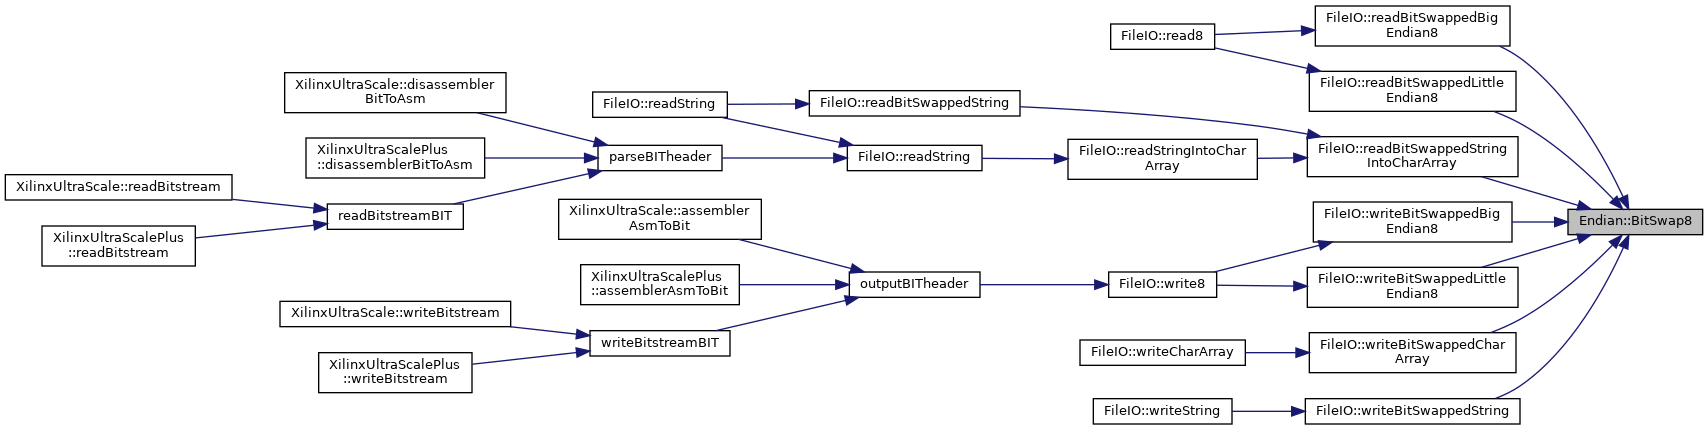 FileIO::readBitSwappedBig
Endian8
FileIO::read8
XilinxUltraScale::disassembler
BitToAsm
FileIO::readBitSwappedLittle
Endian8
FileIO::readString
FileIO::readBitSwappedString
XilinxUltraScalePlus
::disassemblerBitToAsm
parseBITheader
FileIO::readString
FileIO::readStringIntoChar
Array
FileIO::readBitSwappedString
IntoCharArray
XilinxUltraScale::readBitstream
readBitstreamBIT
XilinxUltraScale::assembler
AsmToBit
FileIO::writeBitSwappedBig
Endian8
Endian::BitSwap8
XilinxUltraScalePlus
::readBitstream
XilinxUltraScalePlus
::assemblerAsmToBit
outputBITheader
FileIO::write8
FileIO::writeBitSwappedLittle
Endian8
XilinxUltraScale::writeBitstream
writeBitstreamBIT
FileIO::writeCharArray
FileIO::writeBitSwappedChar
Array
XilinxUltraScalePlus
::writeBitstream
FileIO::writeString
FileIO::writeBitSwappedString